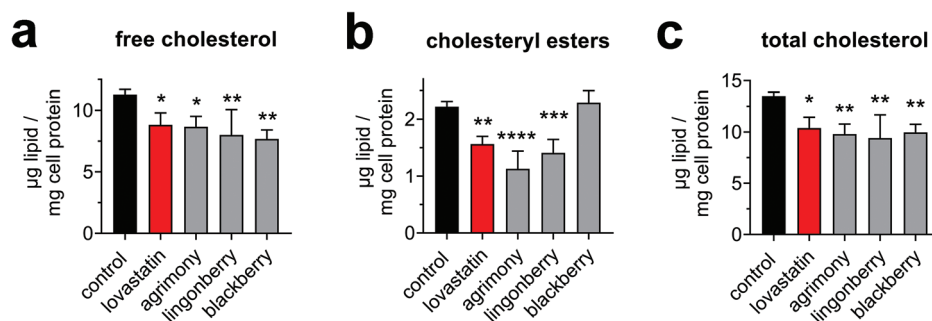 a
free cholesterol
µg lipid /
mg cell protein
10
5
0
*
*
**
**
control
lovastatin
agrimony
lingonberry
blackberry
b
cholesteryl esters
µg lipid /
mg cell protein
2
1
0
**
****
***
control
lovastatin
agrimony
lingonberry
blackberry
c
total cholesterol
µg lipid /
mg cell protein
15
10
5
0
*
**
**
**
control
lovastatin
agrimony
lingonberry
blackberry